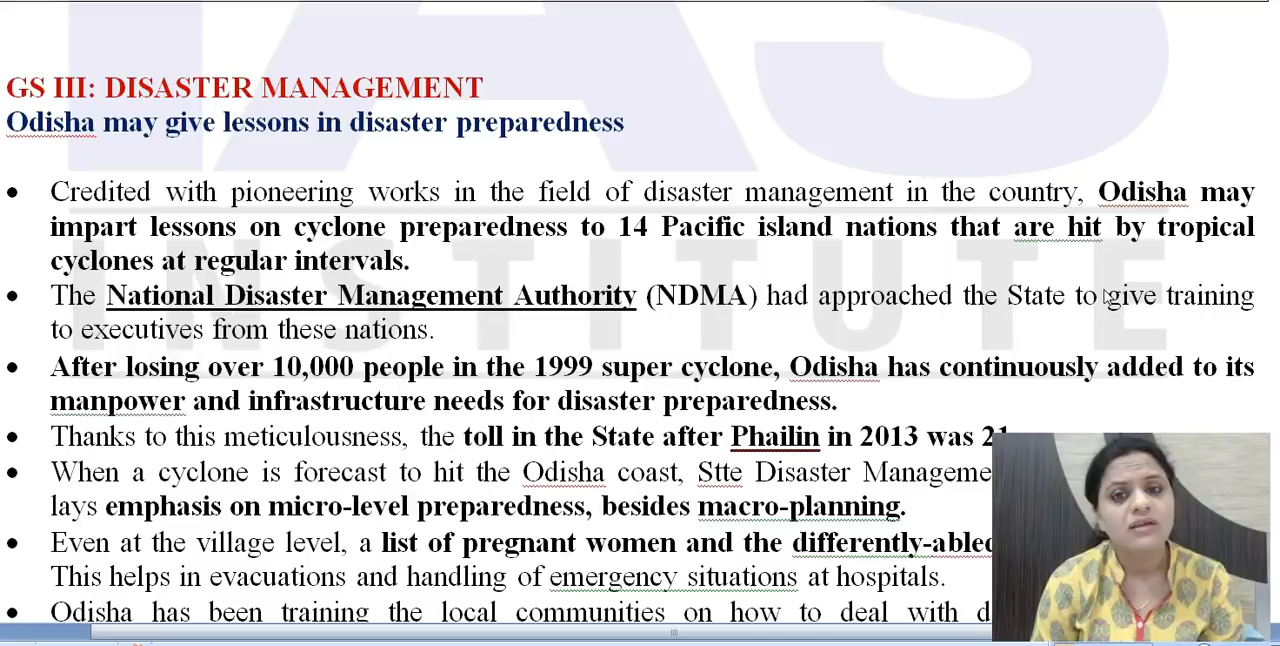 GS III: DISASTER MANAGEMENT
Odisha may give lessons in disaster preparedness
• Credited with pioneering works in the field of disaster management in the country, Odisha may
impart lessons on cyclone preparedness to 14 Pacific island nations that are hit by tropical
cyclones at regular intervals.
• The National Disaster Management Authority (NDMA) had approached the State to give training
to executives from these nations.
• After losing over 10,000 people in the 1999 super cyclone, Odisha has continuously added to its
manpower and infrastructure needs for disaster preparedness.
• Thanks to this meticulousness, the toll in the State after Phailin in 2013 was 21
• When a cyclone is forecast to hit the Odisha coast, Stte Disaster
lays emphasis on micro-level preparedness, besides macro-planning.
• Even at the village level, a list of pregnant women and the
This helps in evacuations and handling of emergency situations at hospitals.
• Odisha has been training the local communities on how to deal with
IAS
INSTITUTE